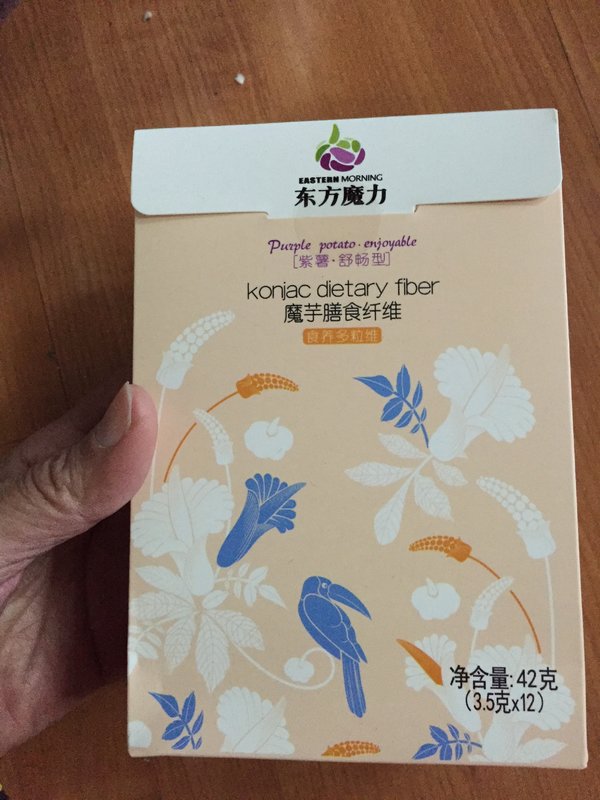 EASTERN MORNING
东方魔力
Purple potato·enjoyable
[紫薯·舒畅型]
konjac dietary fiber
魔芋膳食纤维
食养多粒维
净含量:42克
(3.5克x12)